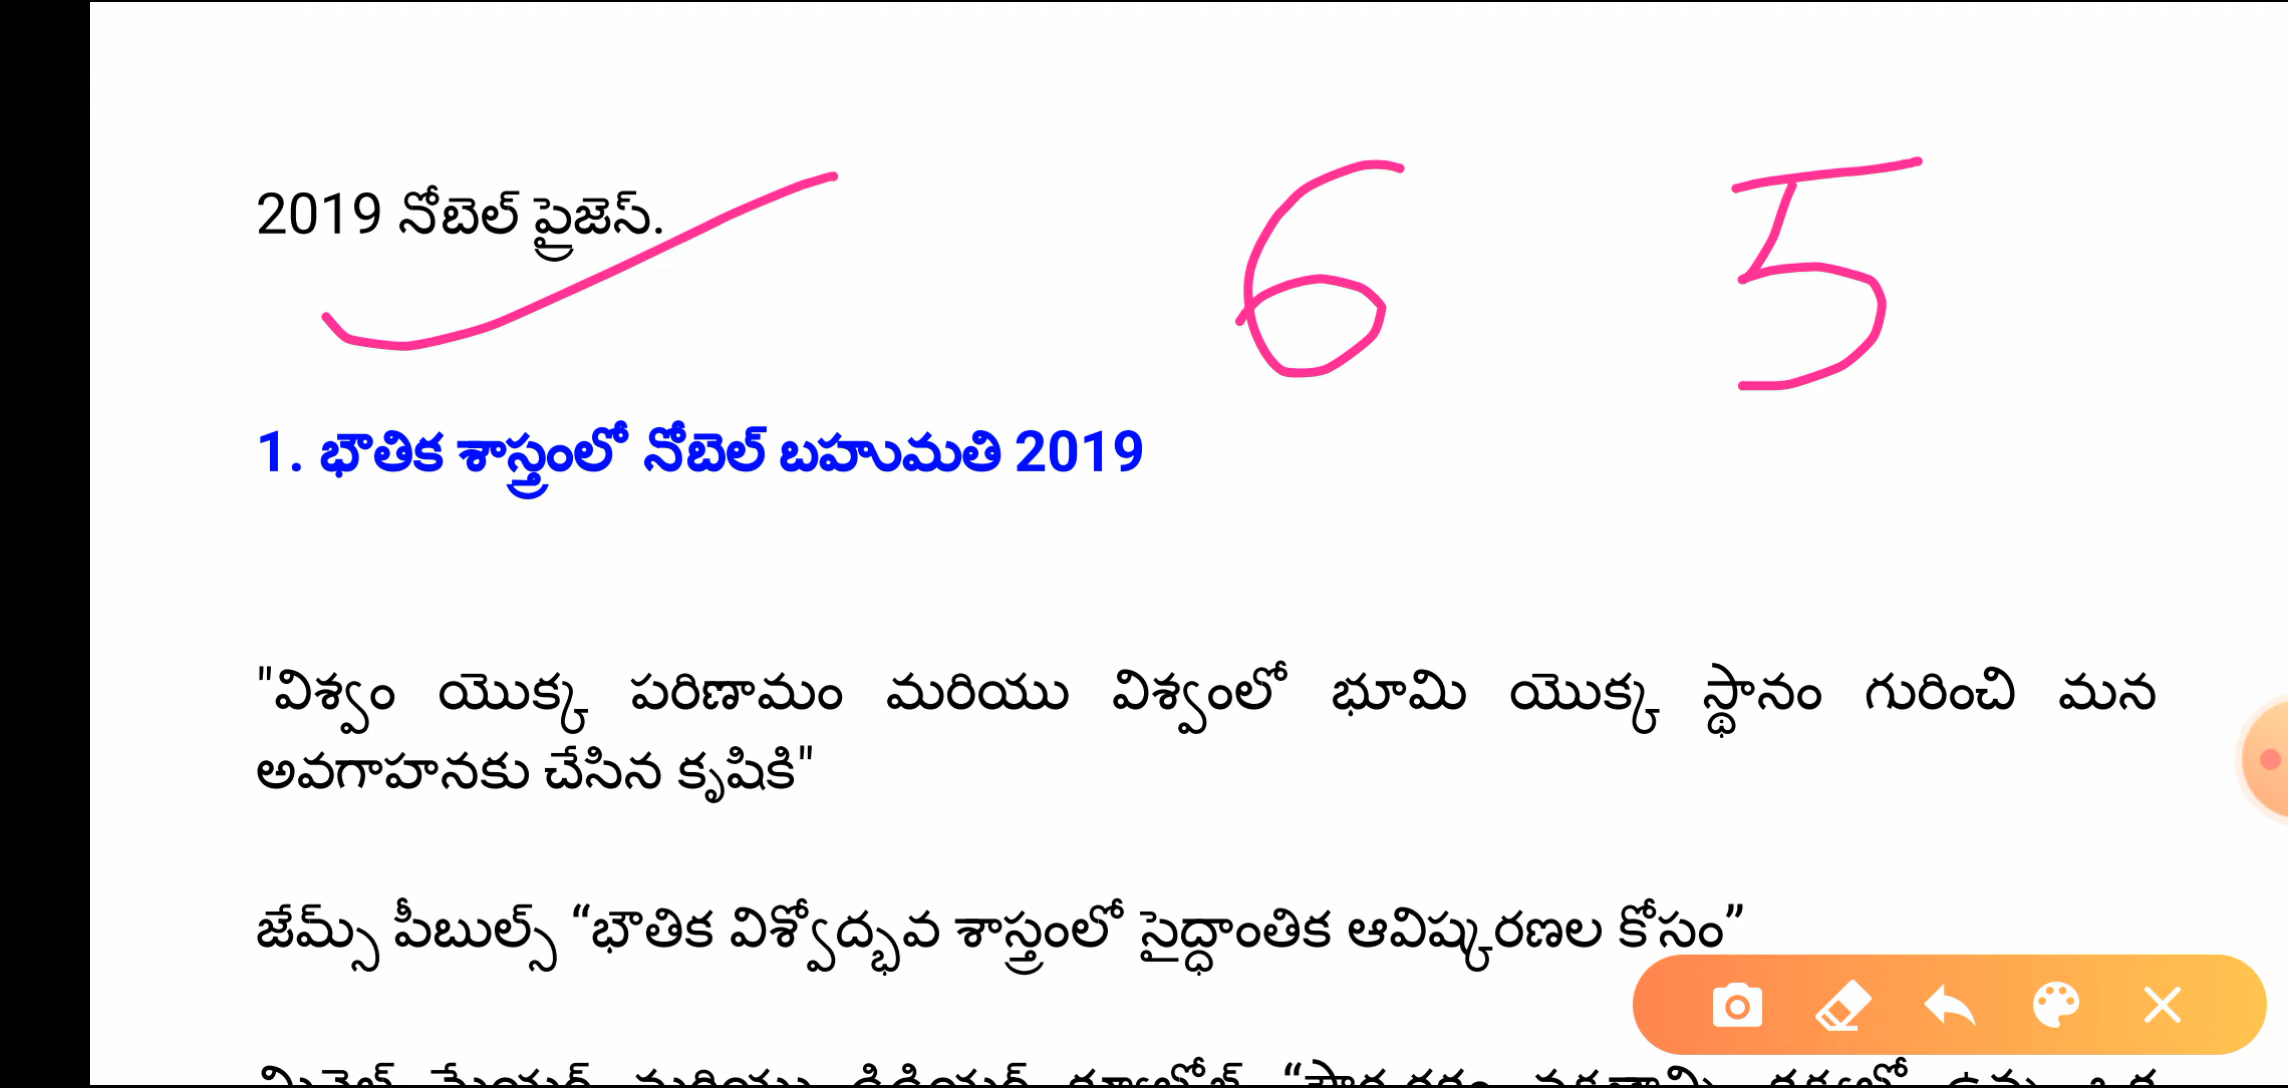 2019 నోబెల్ ప్రైజెస్. 6 5
1. భౌతిక శాస్త్రంలో నోబెల్ బహుమతి 2019
"విశ్వం యొక్క పరిణామం మరియు విశ్వంలో భూమి యొక్క స్థానం గురించి మన
అవగాహనకు చేసిన కృషికి"
జేమ్స్ పీబుల్స్ “భౌతిక విశ్వోద్భవ శాస్త్రంలో సైద్ధాంతిక ఆవిష్కరణల కోసం”